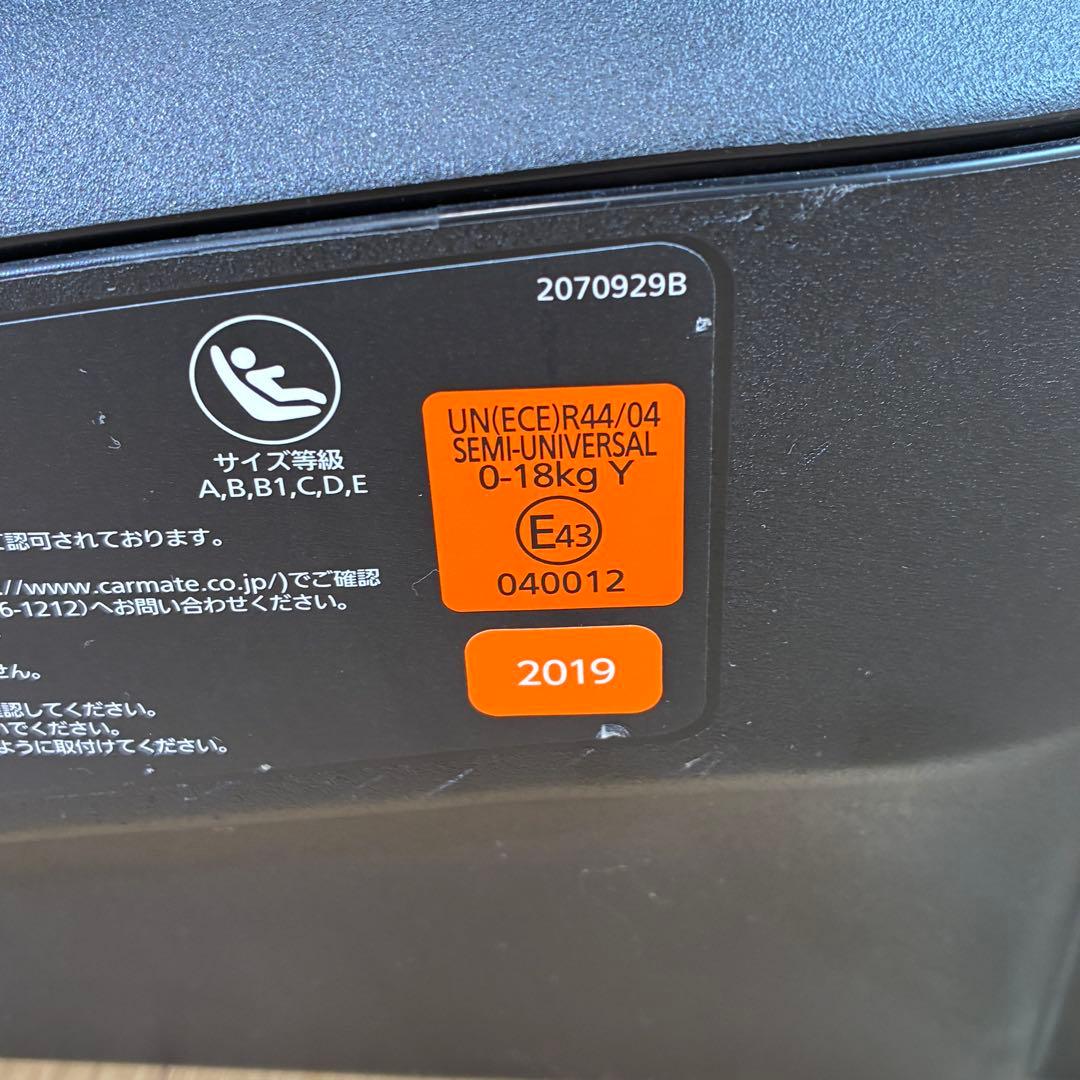 2070929B
サイズ等級
A,B,B1,C,D,E
UN(ECE)R44/04
SEMI-UNIVERSAL
0-18kg Y
E43
040012
2019
認可されております。
//www.carmate.co.jp/)でご確認
6-1212)へお問い合わせください。
せん。
認してください。
いでください。
ように取付けてください。